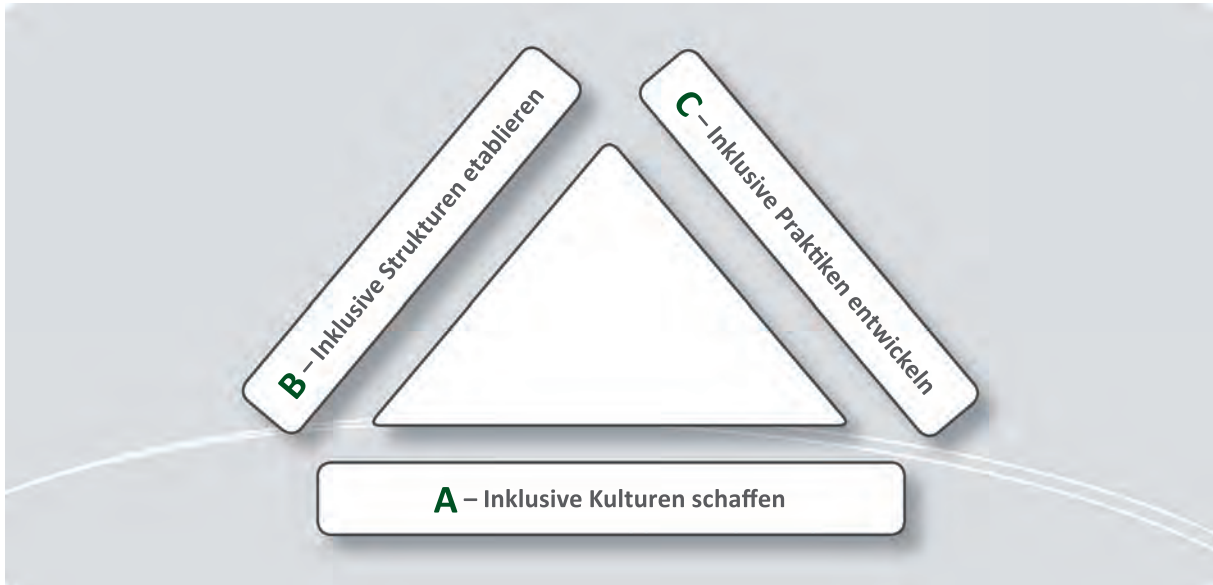 B – Inklusive Strukturen etablieren
C – Inklusive Praktiken entwickeln
A – Inklusive Kulturen schaffen